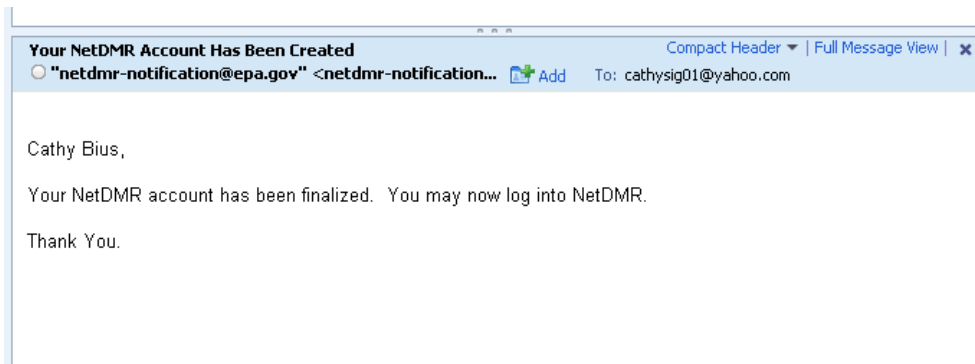 Your NetDMR Account Has Been Created Compact Header | Full Message View |
"netdmr-notification@epa.gov" <netdmr-notification... Add To: cathysig01@yahoo.com
Cathy Bius,
Your NetDMR account has been finalized. You may now log into NetDMR.
Thank You.